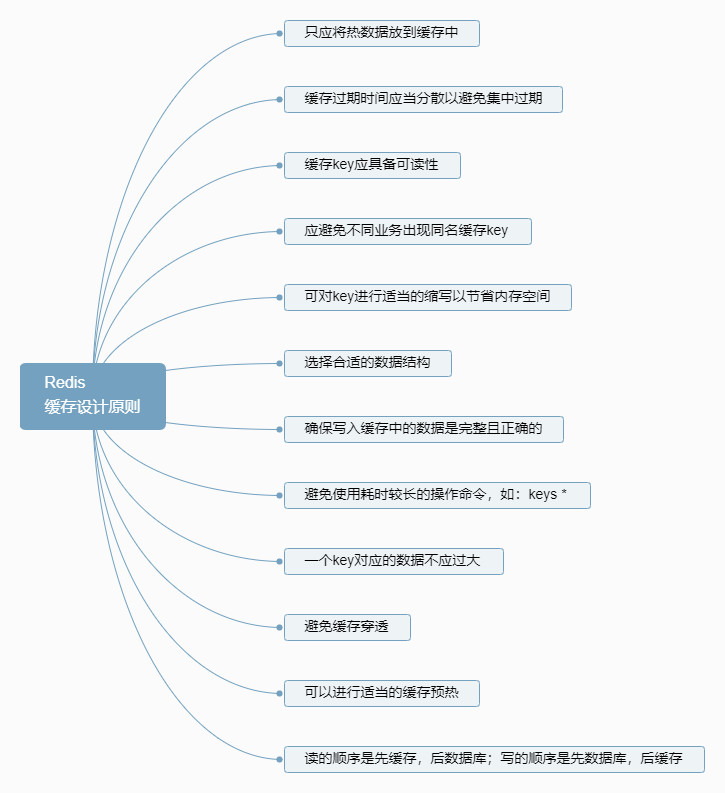 只应将热数据放到缓存中
缓存过期时间应当分散以避免集中过期
缓存key应具备可读性
应避免不同业务出现同名缓存key
可对key进行适当的缩写以节省内存空间
Redis
缓存设计原则
选择合适的数据结构
确保写入缓存中的数据是完整且正确的
避免使用耗时较长的操作命令，如：keys *
一个key对应的数据不应过大
避免缓存穿透
可以进行适当的缓存预热
读的顺序是先缓存，后数据库；写的顺序是先数据库，后缓存